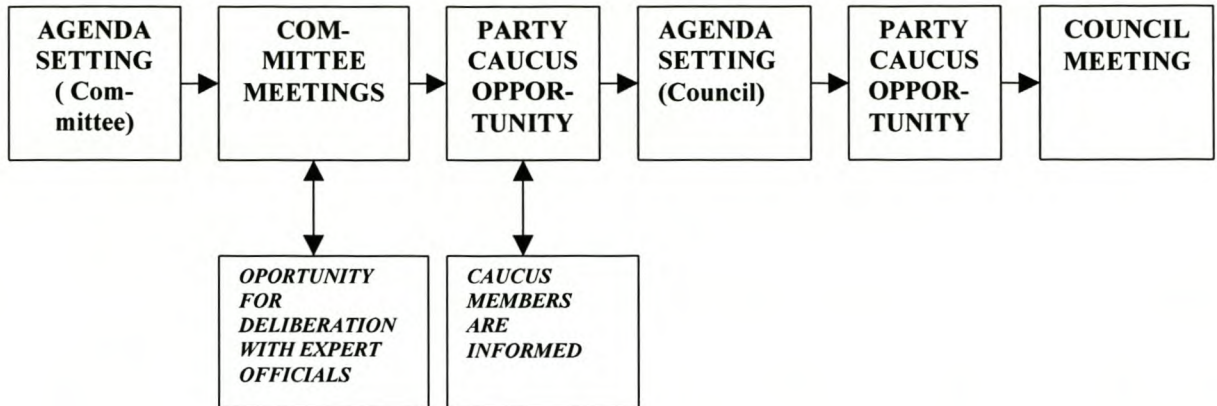 AGENDA
SETTING
( Com-
mittee)
COM-
MITTEE
MEETINGS
PARTY
CAUCUS
OPPOR-
TUNITY
AGENDA
SETTING
(Council)
PARTY
CAUCUS
OPPOR-
TUNITY
COUNCIL
MEETING
OPORTUNITY
FOR
DELIBERATION
WITH EXPERT
OFFICIALS
CAUCUS
MEMBERS
ARE
INFORMED